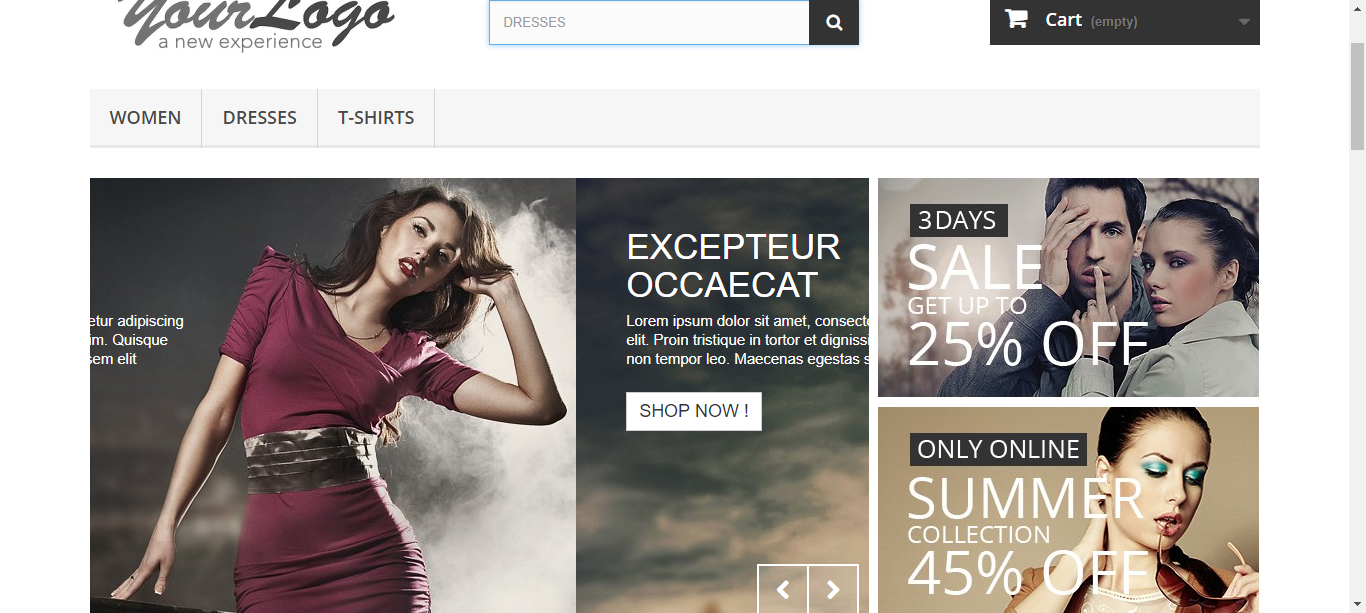 YourLogo
a new experience
DRESSES
Cart (empty)
WOMEN
DRESSES
T-SHIRTS
etur adipiscing
im. Quisque
sem elit
EXCEPTEUR
OCCAECAT
Lorem ipsum dolor sit amet, consecte
elit. Proin tristique in tortor et dignissi
non tempor leo. Maecenas egestas s
SHOP NOW !
3 DAYS
SALE
GET UP TO
25% OFF
ONLY ONLINE
SUMMER
COLLECTION
45% OFF